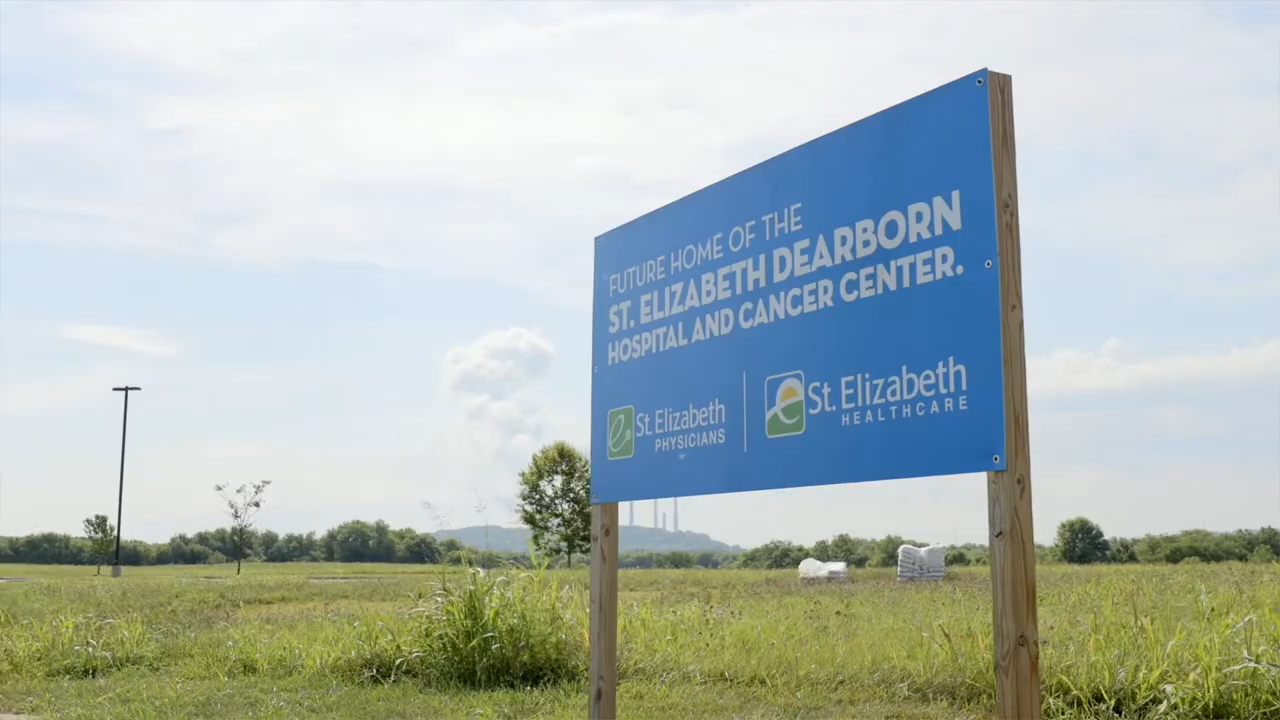 FUTURE HOME OF THE
ST. ELIZABETH DEARBORN
HOSPITAL AND CANCER CENTER.
St. Elizabeth
PHYSICIANS
St. Elizabeth
HEALTHCARE